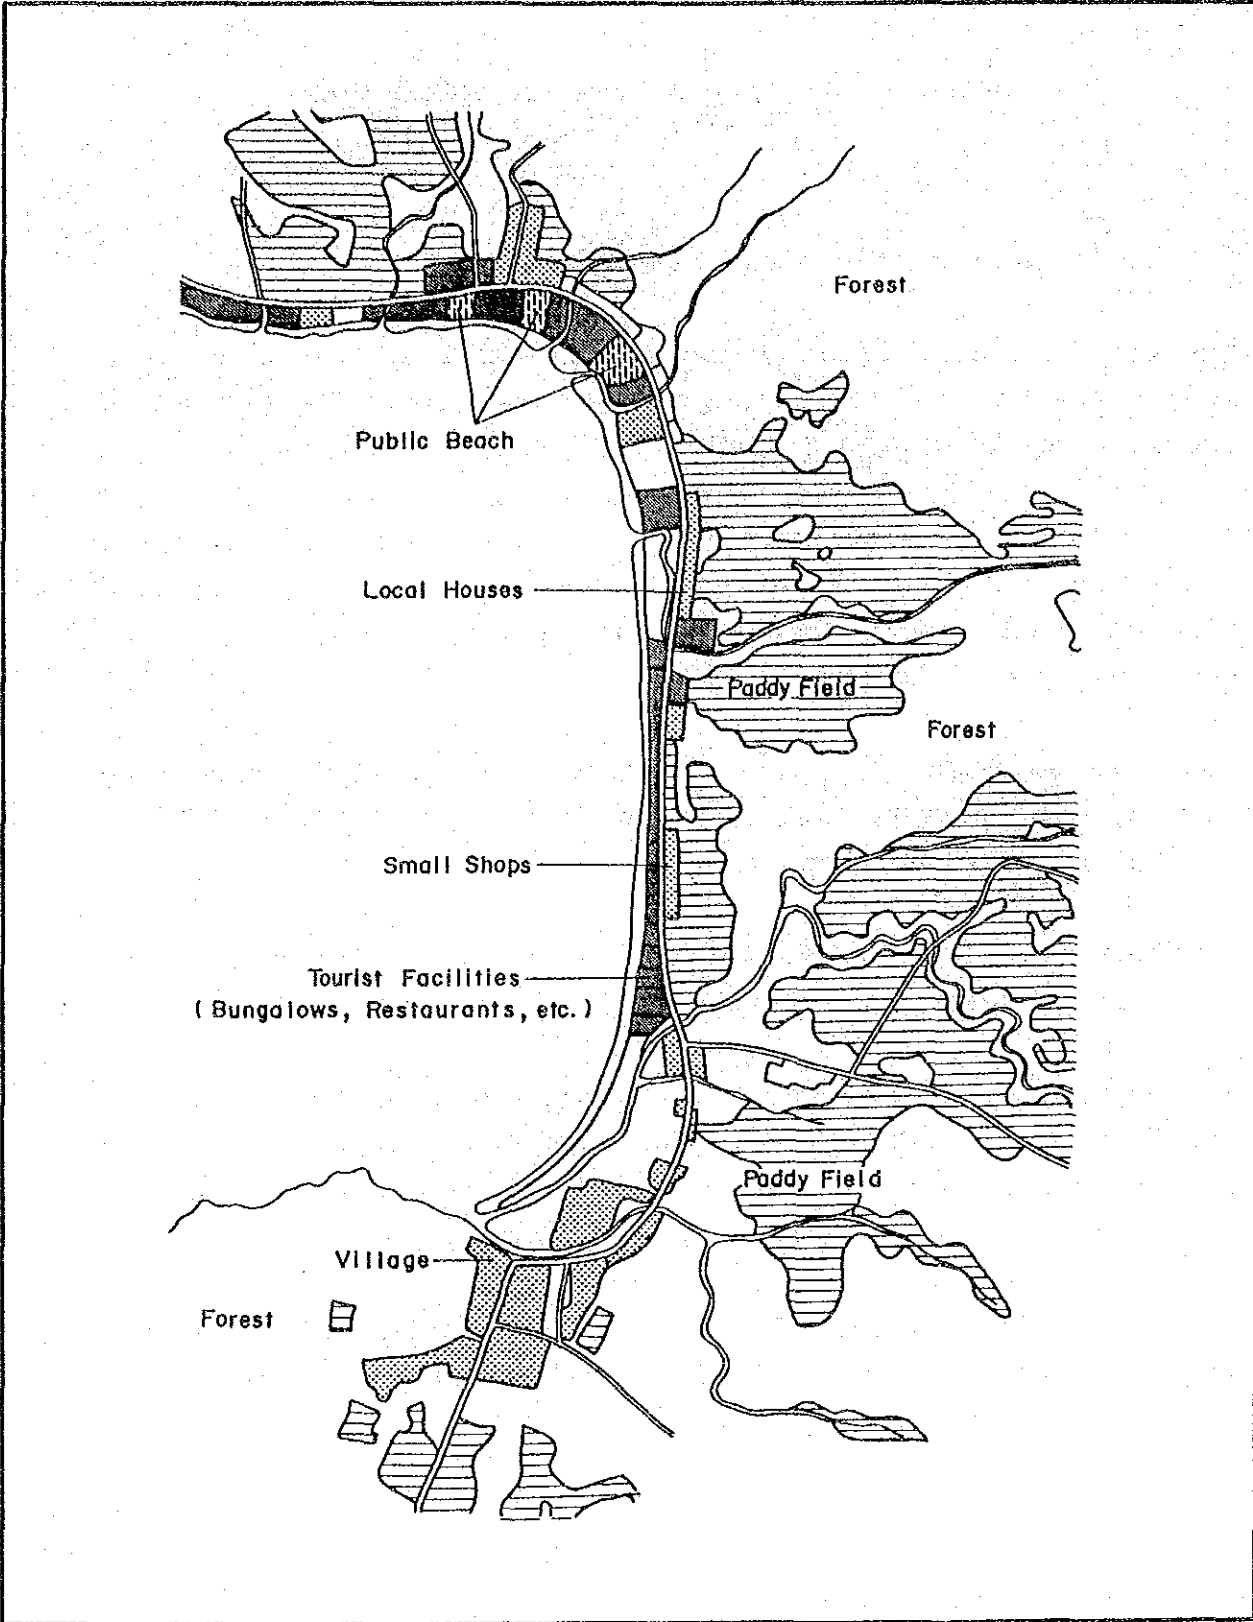 Forest
Public Beach
Local Houses
Paddy Field
Forest
Small Shops
Tourist Facilities
( Bungalows, Restaurants, etc. )
Paddy Field
Village
Forest